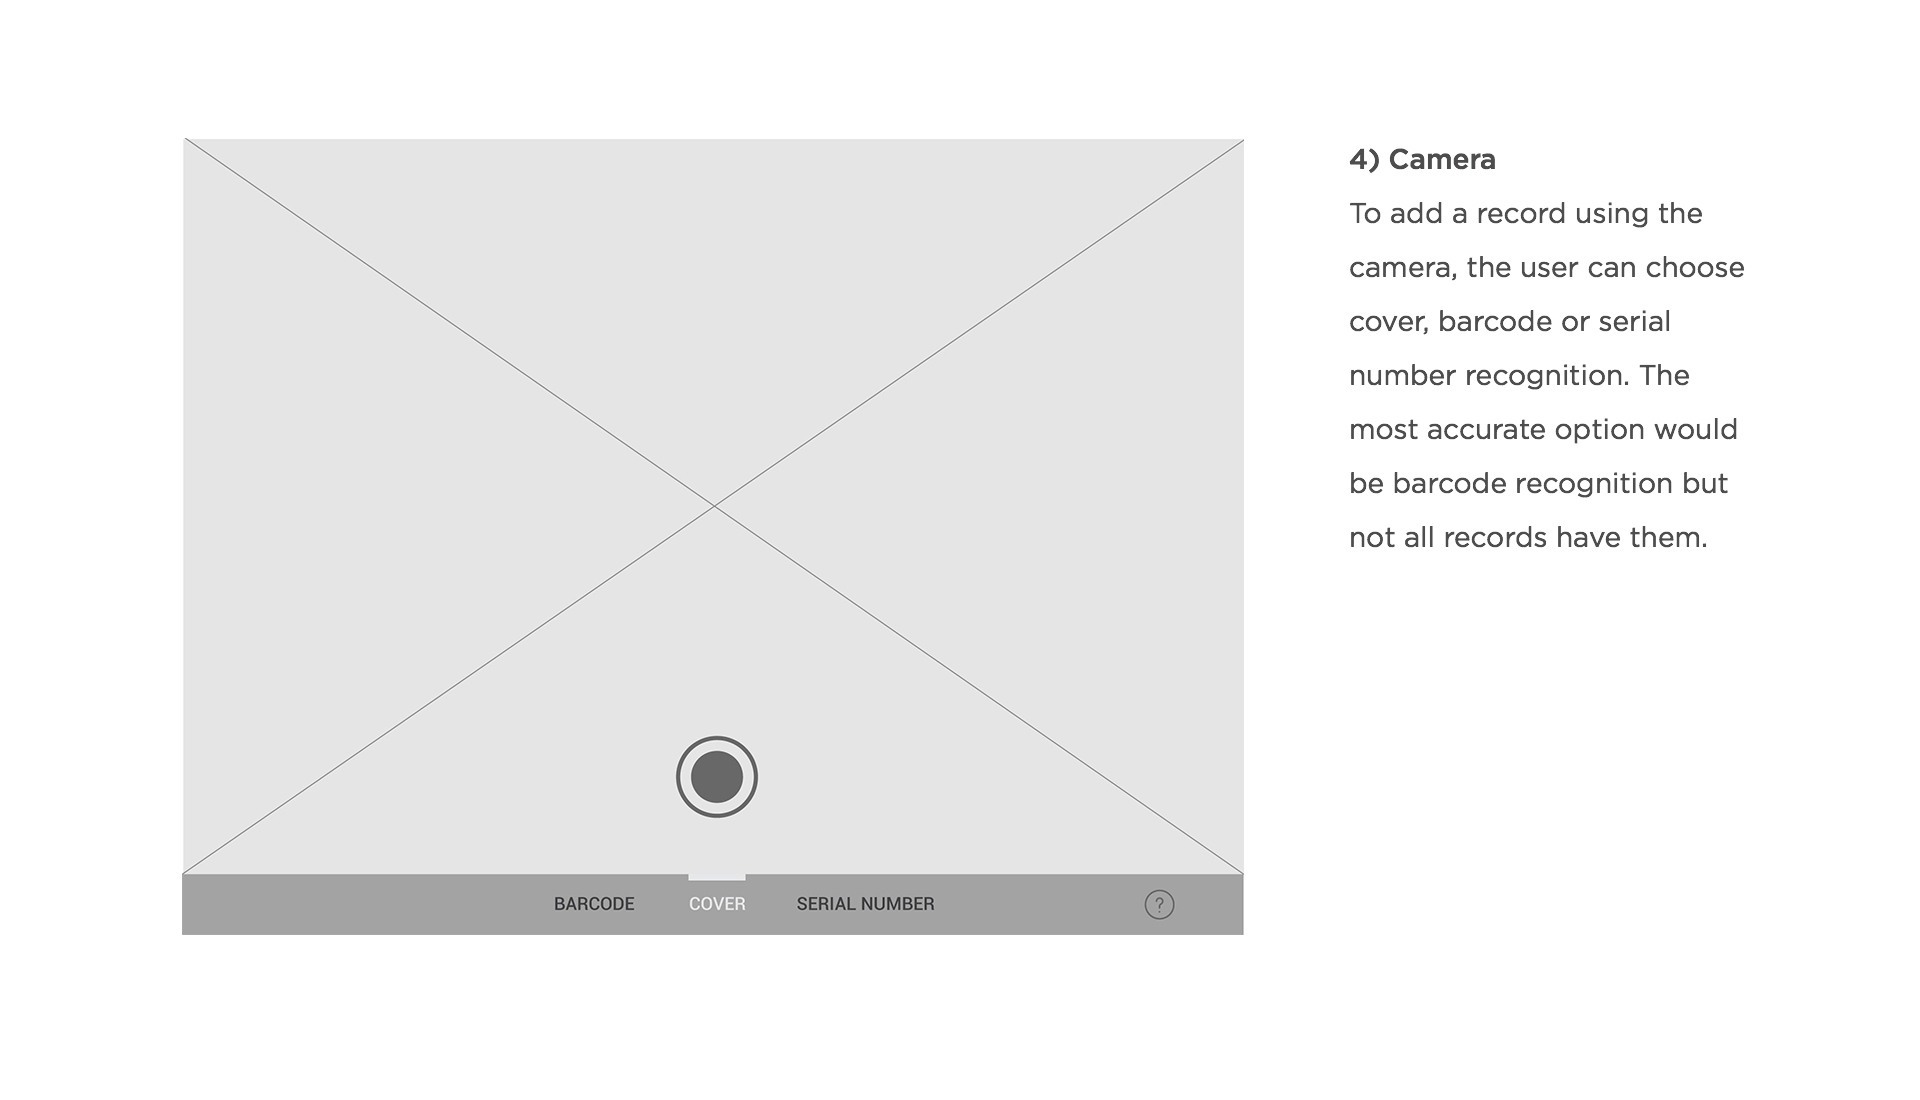 4) Camera
To add a record using the
camera, the user can choose
cover, barcode or serial
number recognition. The
most accurate option would
be barcode recognition but
not all records have them.
BARCODE COVER SERIAL NUMBER ?